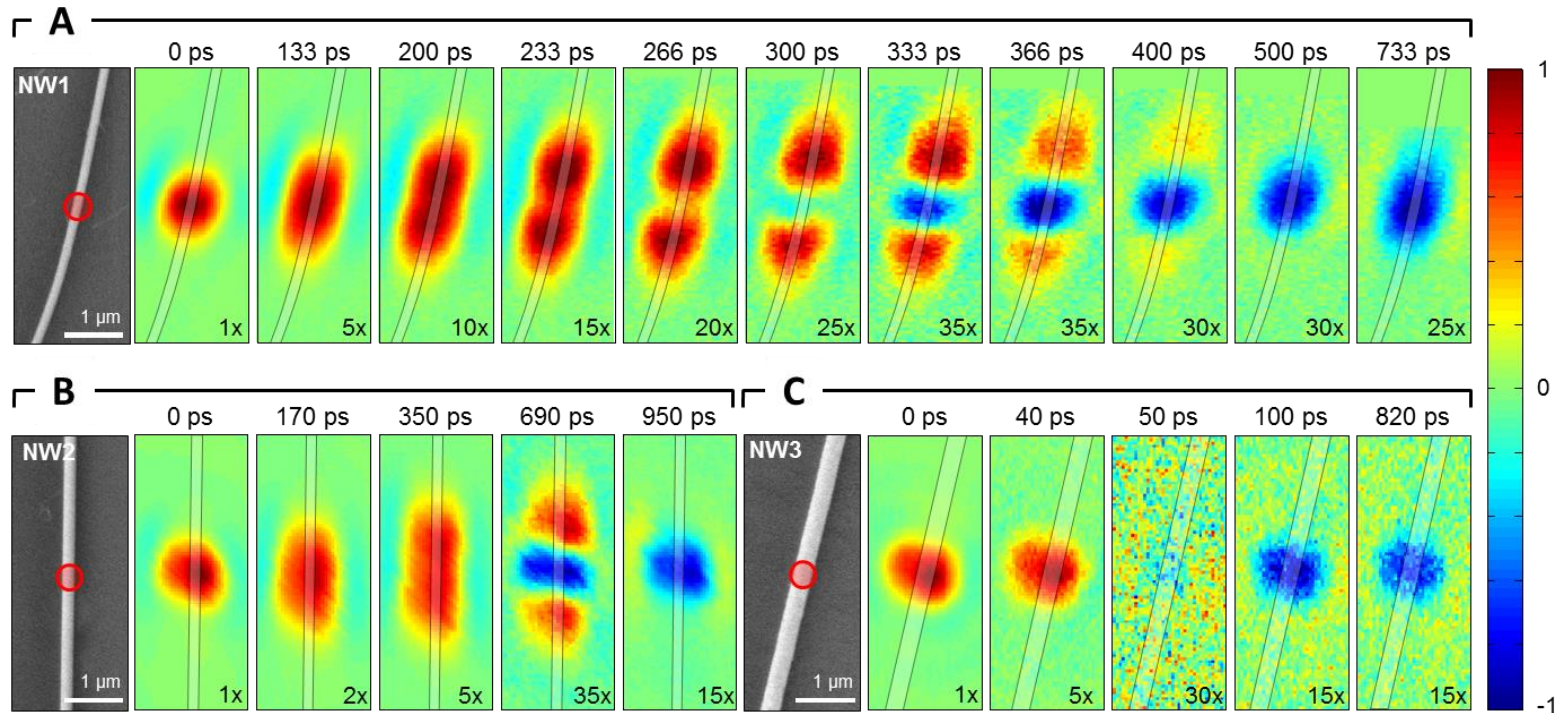 A
0 ps 133 ps 200 ps 233 ps 266 ps 300 ps 333 ps 366 ps 400 ps 500 ps 733 ps
NW1
1 µm 1x 5x 10x 15x 20x 25x 35x 35x 30x 30x 25x
1
0
-1
B C
0 ps 170 ps 350 ps 690 ps 950 ps 0 ps 40 ps 50 ps 100 ps 820 ps
NW2 NW3
1 µm 1x 2x 5x 35x 15x 1 µm 1x 5x 30x 15x 15x